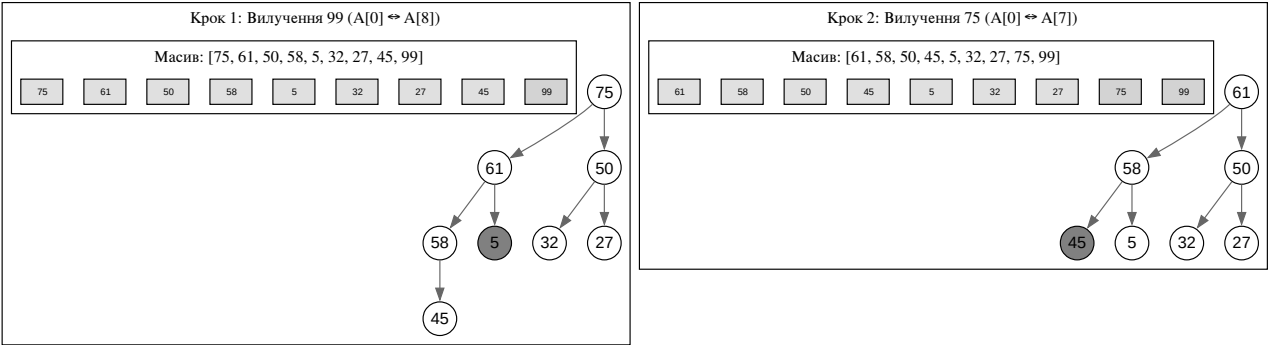 Крок 1: Вилучення 99 (A[0] ⇔ A[8])
Масив: [75, 61, 50, 58, 5, 32, 27, 45, 99]
75 61 50 58 5 32 27 45 99
75
61 50
58 5 32 27
45
Крок 2: Вилучення 75 (A[0] ⇔ A[7])
Масив: [61, 58, 50, 45, 5, 32, 27, 75, 99]
61 58 50 45 5 32 27 75 99
61
58 50
45 5 32 27